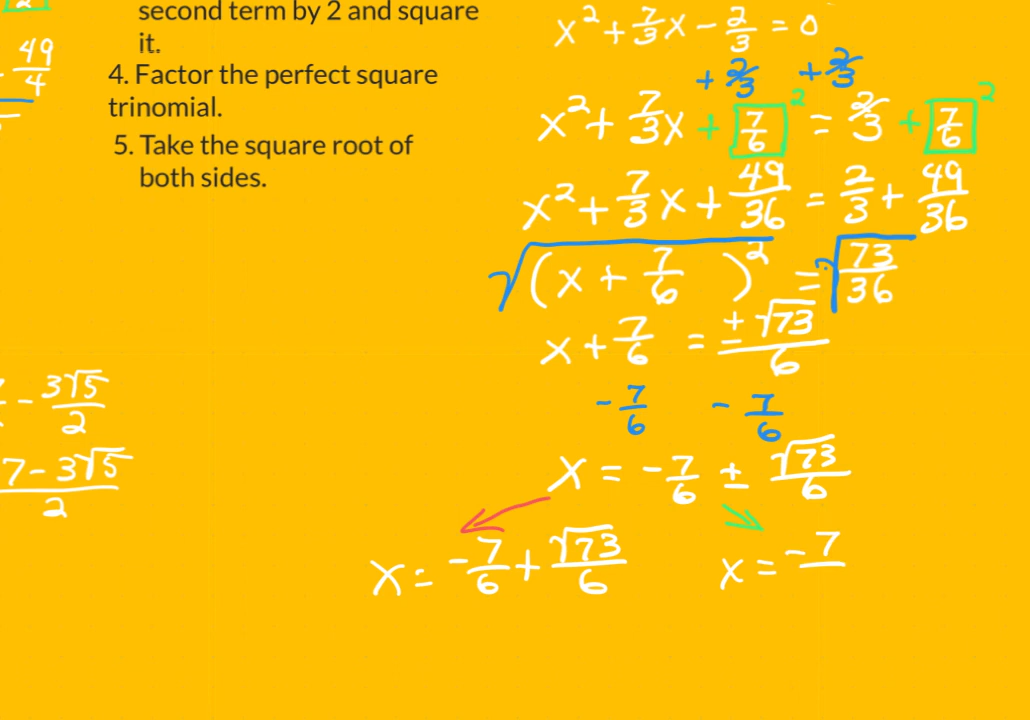 second term by 2 and square
it.
4. Factor the perfect square
trinomial.
5. Take the square root of
both sides.
49/4
- 3√5/2
7-3√5/2
x² + 7/3x - 2/3 = 0
+ 2/3 + 2/3
x² + 7/3x + [7/6]² = 2/3 + [7/6]²
x² + 7/3x + 49/36 = 2/3 + 49/36
√(x + 7/6)² = √73/36
x + 7/6 = ±√73/6
- 7/6 - 7/6
x = -7/6 ± √73/6
x = -7/6 + √73/6 x = -7